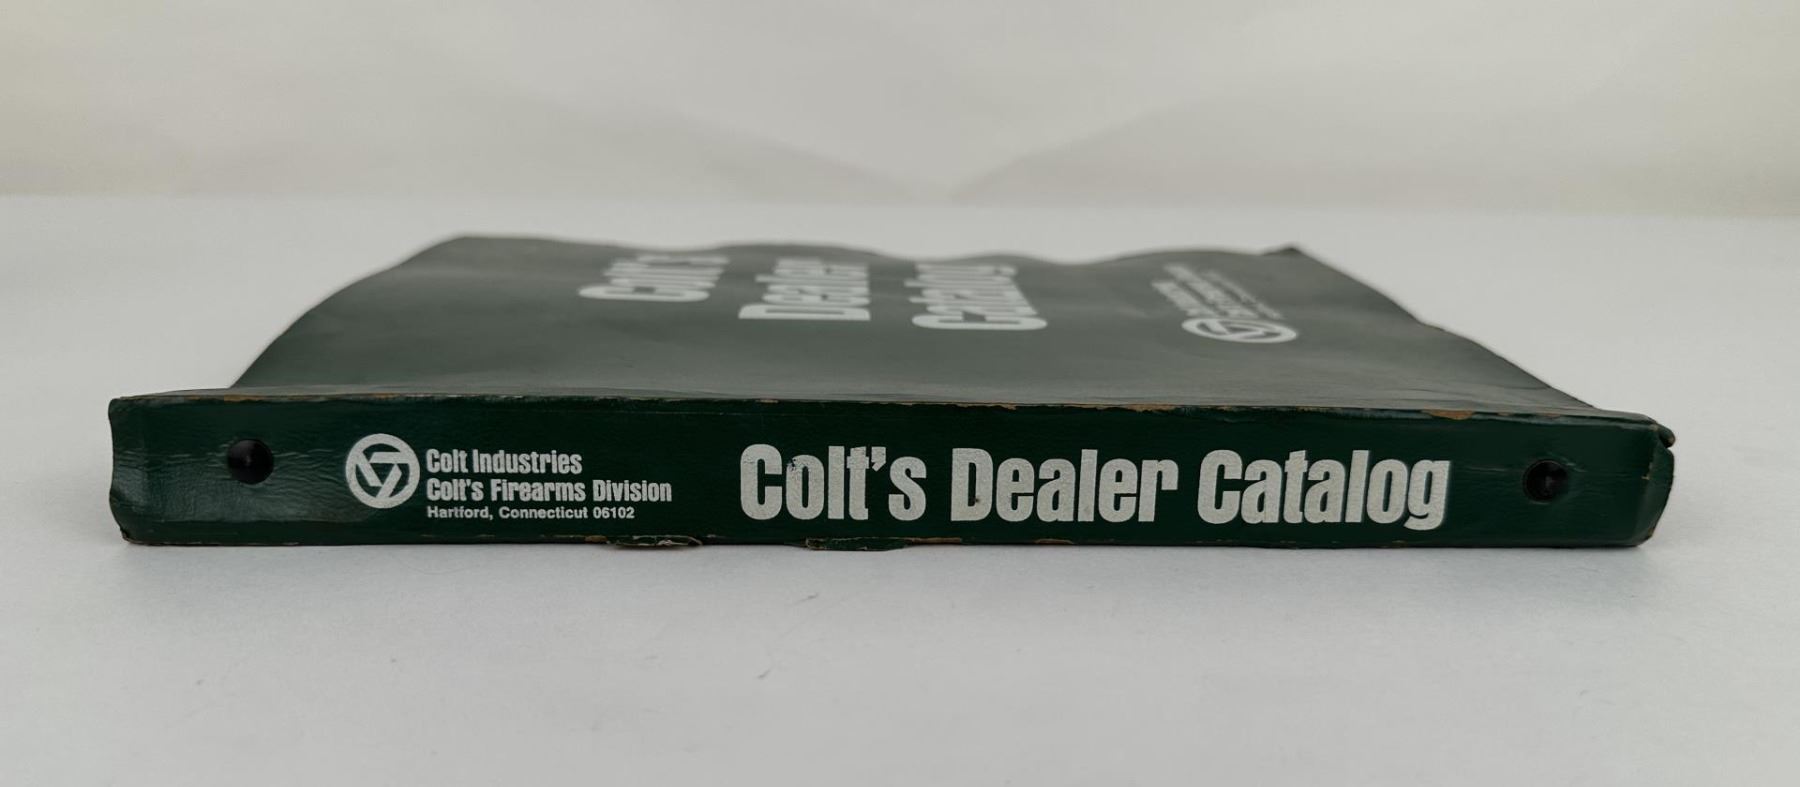 Colt's
Dealer
Catalog
Colt Industries
Colt's Firearms Division
Hartford, Connecticut 06102
Colt's Dealer Catalog